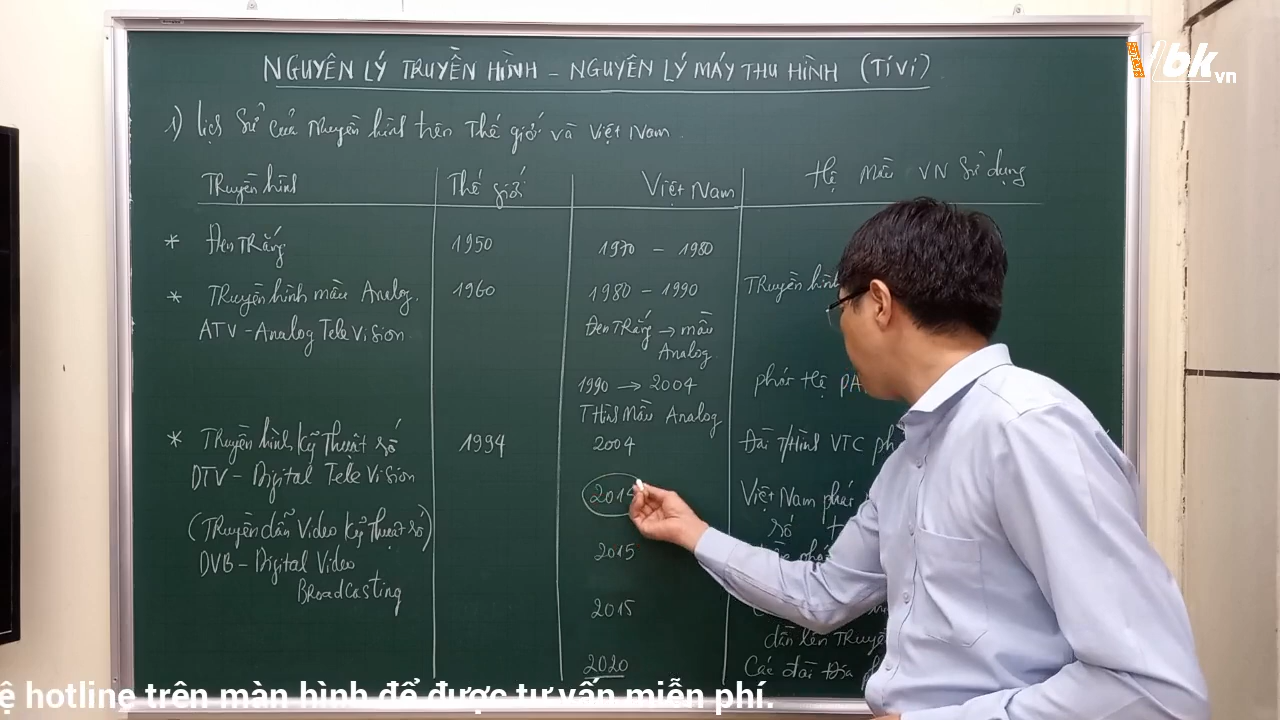 NGUYÊN LÝ TRUYỀN HÌNH - NGUYÊN LÝ MÁY THU HÌNH (TiVi)
Vbk.vn
1) Lịch Sử của Truyền hình trên Thế giới và Việt Nam.
Truyền hình Thế giới Việt Nam Hệ màu VN Sử dụng
* Đen Trắng 1950 1970 - 1980
* Truyền hình màu Analog. 1960 1980 - 1990 Truyền hình
ATV - Analog TeleVision Đen Trắng → màu
Analog.
1990 → 2004 phát Hệ PA
T Hình Màu Analog
* Truyền hình Kỹ Thuật số 1994 2004 Đài T/Hình VTC ph
DTV - Digital TeleVision
2014 Việt Nam phát
(Truyền dẫn Video Kỹ Thuật số) số
DVB - Digital Video 2015
BRoadCasting
2015
dần lên Truyề
2020 Các đài Địa
ệ hotline trên màn hình để được tư vấn miễn phí.